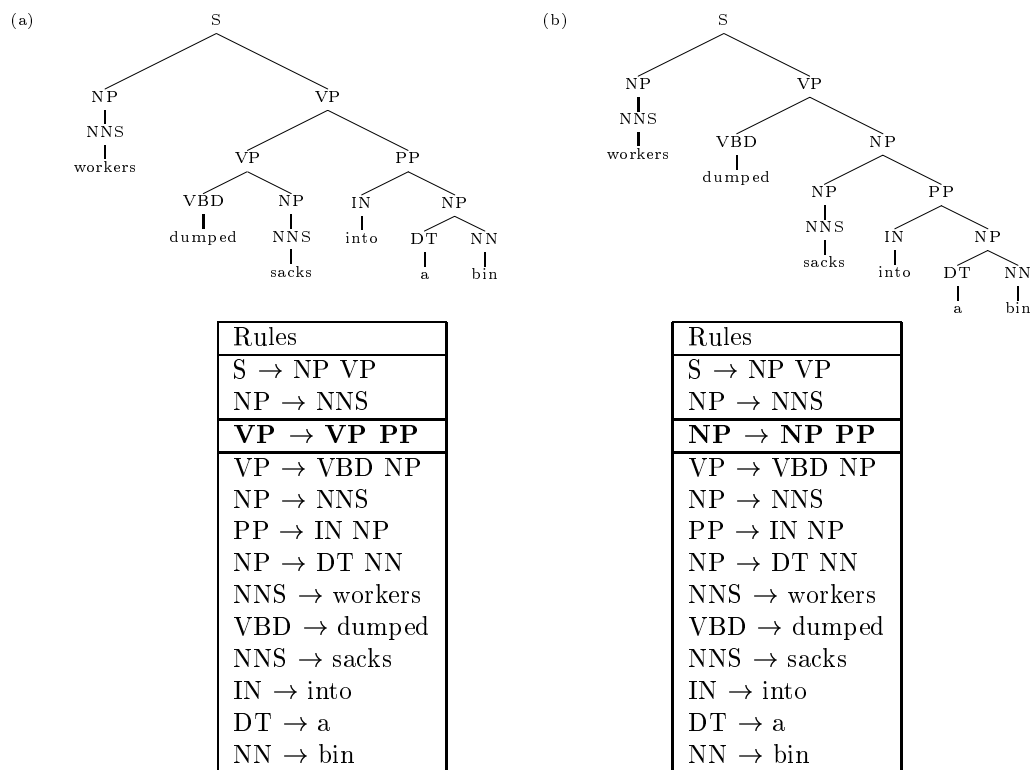 (a)
S
NP VP
NNS
workers
VP PP
VBD NP IN NP
dumped NNS into DT NN
sacks a bin
(b)
S
NP VP
NNS
workers
VBD NP
dumped
NP PP
NNS IN NP
sacks into DT NN
a bin
Rules
S → NP VP
NP → NNS
VP → VP PP
VP → VBD NP
NP → NNS
PP → IN NP
NP → DT NN
NNS → workers
VBD → dumped
NNS → sacks
IN → into
DT → a
NN → bin
Rules
S → NP VP
NP → NNS
NP → NP PP
VP → VBD NP
NP → NNS
PP → IN NP
NP → DT NN
NNS → workers
VBD → dumped
NNS → sacks
IN → into
DT → a
NN → bin